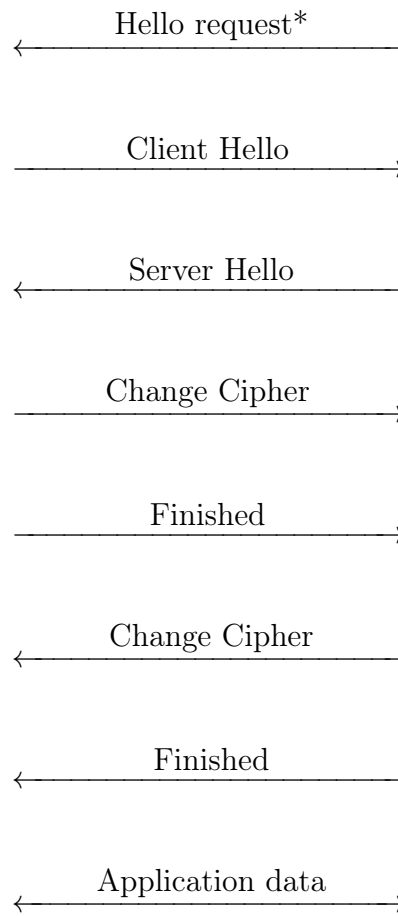 Hello request*
Client Hello
Server Hello
Change Cipher
Finished
Change Cipher
Finished
Application data